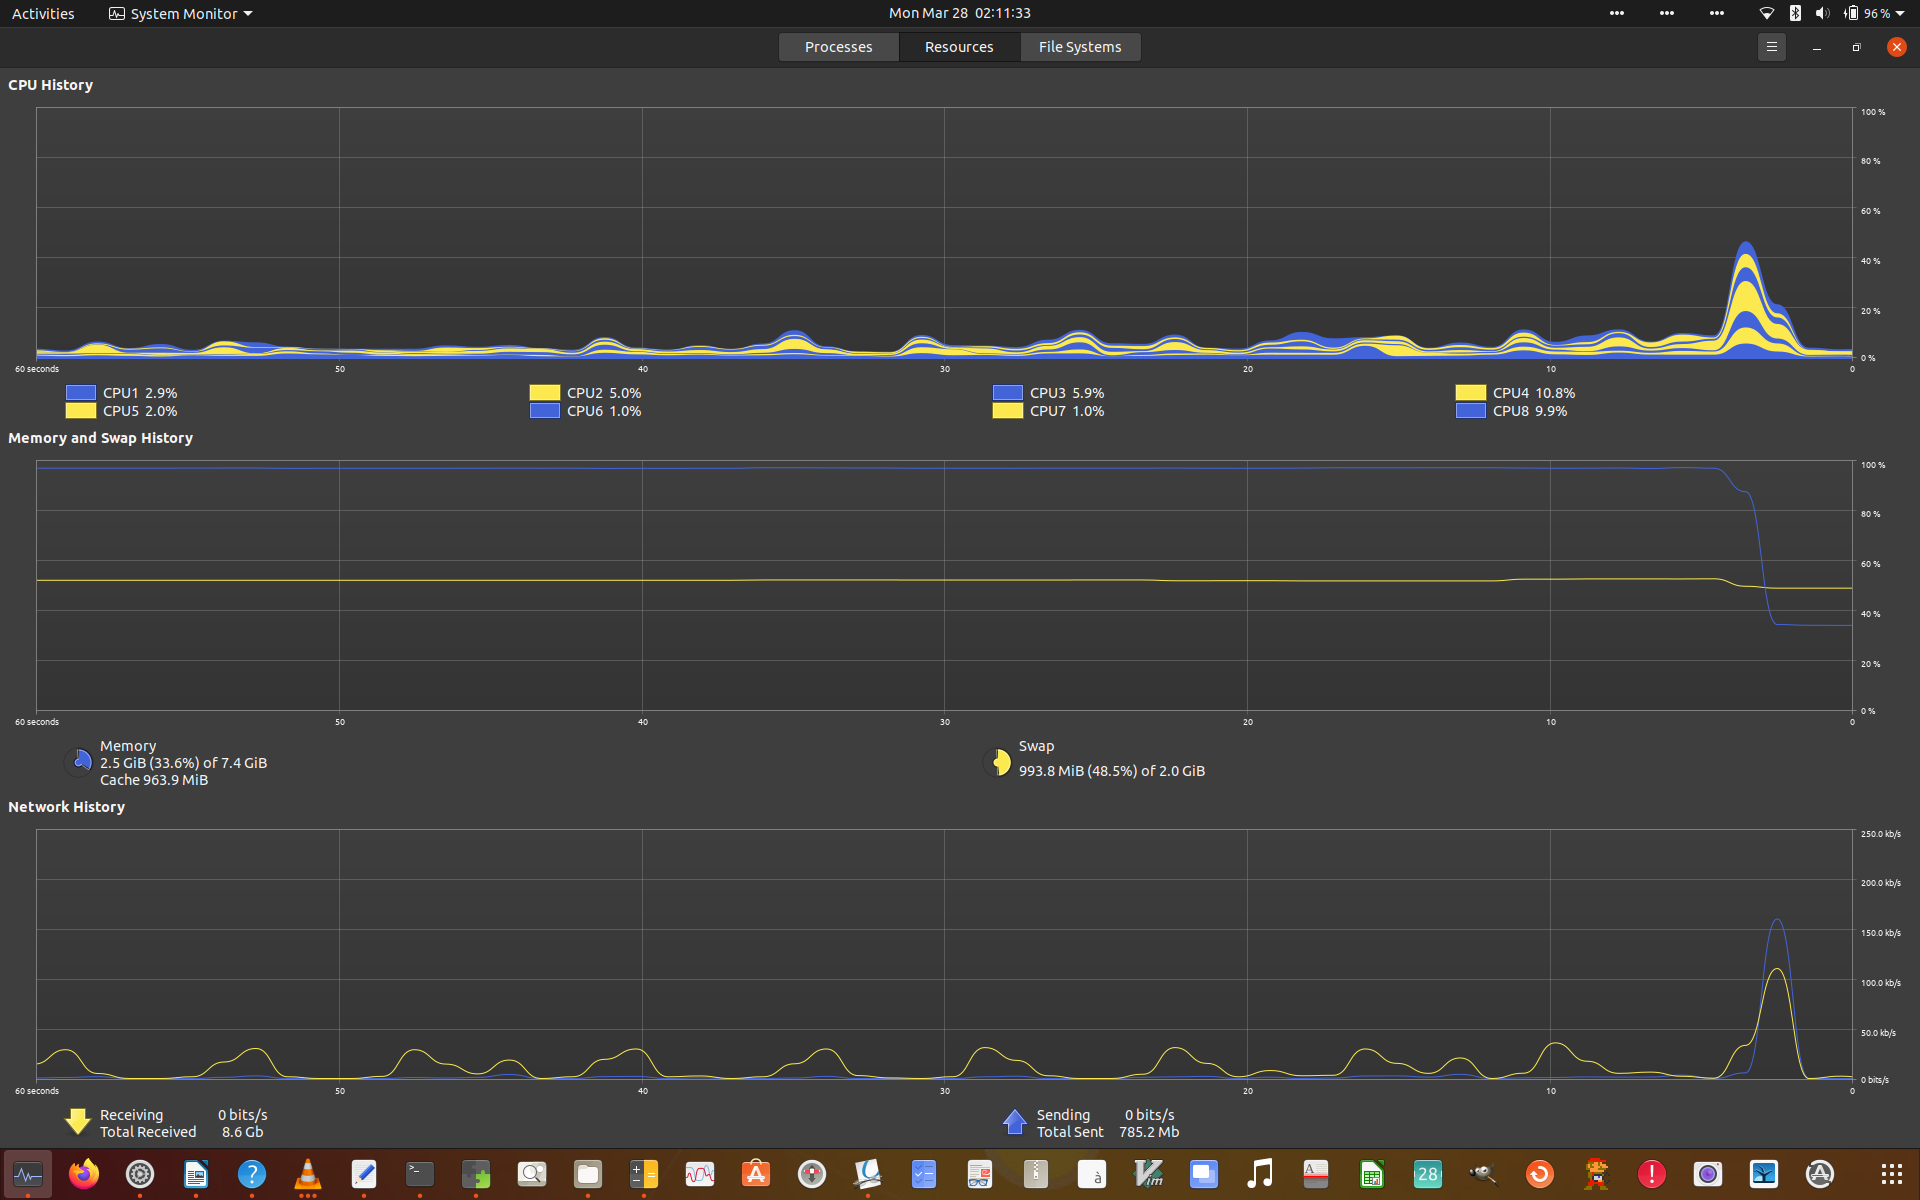 Activities
System Monitor
Mon Mar 28 02:11:33
96 %
Processes
Resources
File Systems
CPU History
100 %
80 %
60 %
40 %
20 %
0 %
60 seconds 50 40 30 20 10 0
CPU1 2.9% CPU2 5.0% CPU3 5.9% CPU4 10.8%
CPU5 2.0% CPU6 1.0% CPU7 1.0% CPU8 9.9%
Memory and Swap History
100 %
80 %
60 %
40 %
20 %
0 %
60 seconds 50 40 30 20 10 0
Memory
2.5 GiB (33.6%) of 7.4 GiB
Cache 963.9 MiB
Swap
993.8 MiB (48.5%) of 2.0 GiB
Network History
250.0 kb/s
200.0 kb/s
150.0 kb/s
100.0 kb/s
50.0 kb/s
0 bits/s
60 seconds 50 40 30 20 10 0
Receiving 0 bits/s
Total Received 8.6 Gb
Sending 0 bits/s
Total Sent 785.2 Mb
?
>_
à
Vim
A
28
!